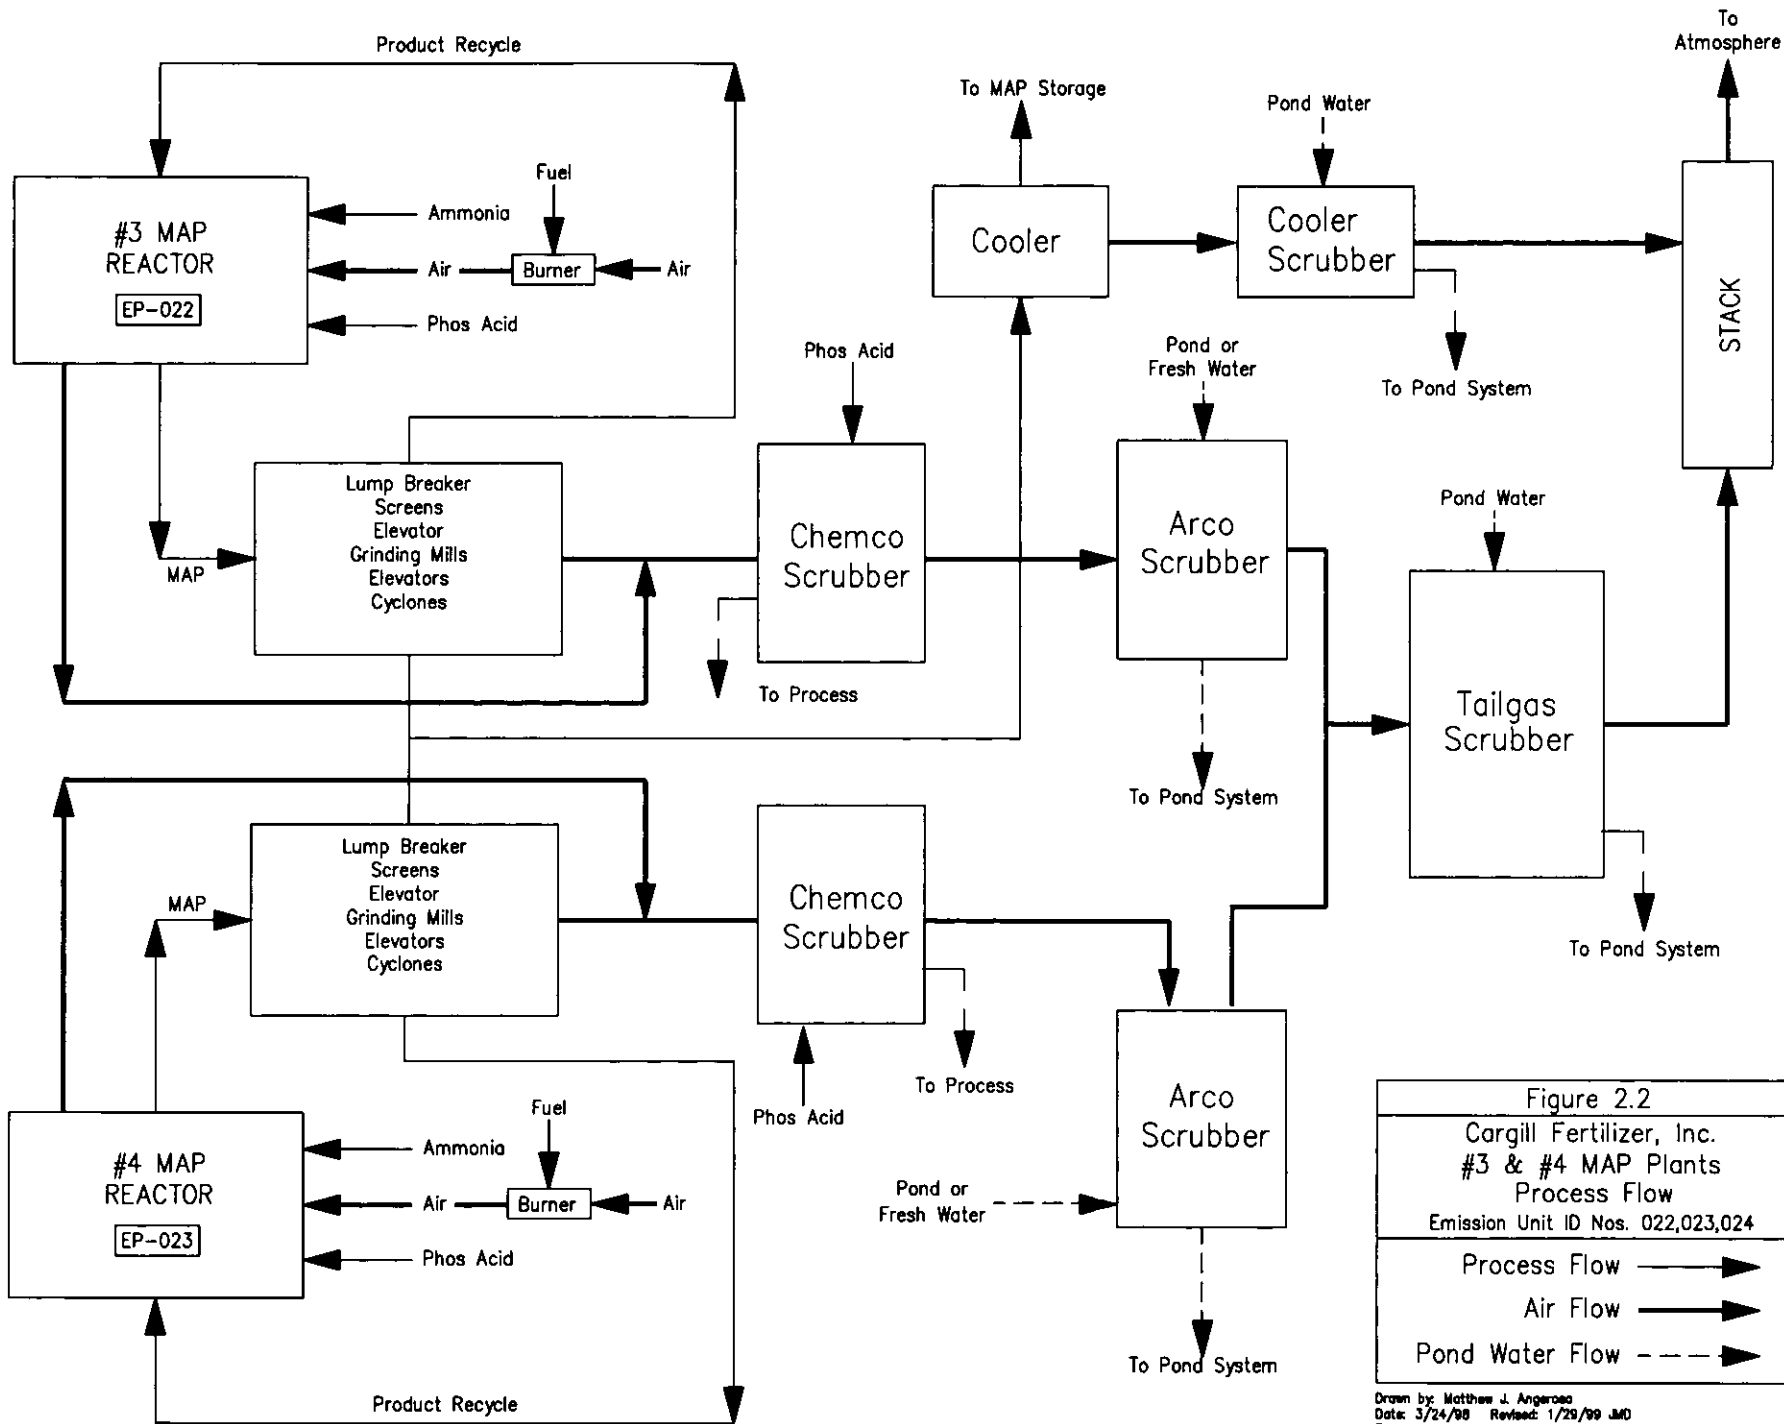 Product Recycle
To
Atmosphere
To MAP Storage
Pond Water
Fuel
#3 MAP
REACTOR
EP-022
Ammonia
Air
Burner
Air
Phos Acid
Cooler
Cooler
Scrubber
STACK
To Pond System
Phos Acid
Pond or
Fresh Water
MAP
Lump Breaker
Screens
Elevator
Grinding Mills
Elevators
Cyclones
Chemco
Scrubber
To Process
Arco
Scrubber
To Pond System
Pond Water
Tailgas
Scrubber
To Pond System
MAP
Lump Breaker
Screens
Elevator
Grinding Mills
Elevators
Cyclones
Chemco
Scrubber
To Process
Phos Acid
Arco
Scrubber
Pond or
Fresh Water
To Pond System
#4 MAP
REACTOR
EP-023
Ammonia
Fuel
Air
Burner
Air
Phos Acid
Product Recycle
Figure 2.2
Cargill Fertilizer, Inc.
#3 & #4 MAP Plants
Process Flow
Emission Unit ID Nos. 022,023,024
Process Flow
Air Flow
Pond Water Flow
Drawn by: Matthew J.
Date: 3/24/98 Revised: 1/29/99 JMD